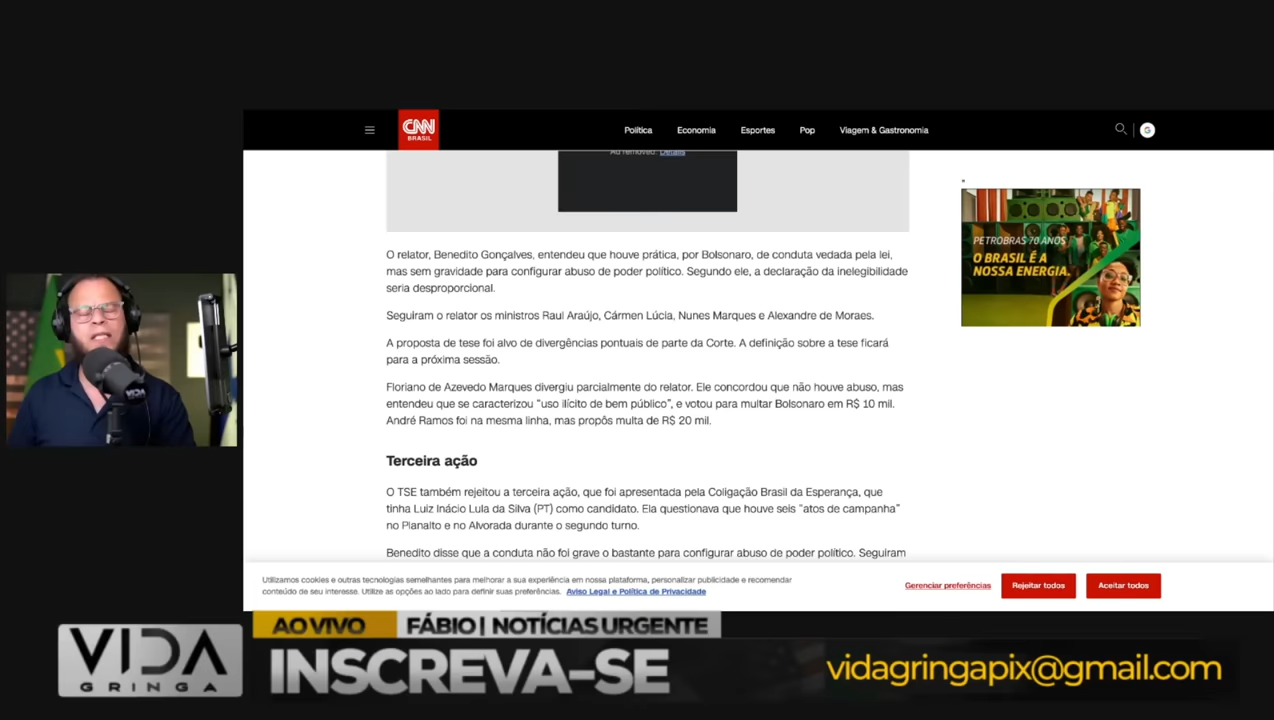 CNN
BRASIL
Política
Economia
Esportes
Pop
Viagem & Gastronomia
G
Ad removed. Details
PETROBRAS 70 ANOS
O BRASIL É A
NOSSA ENERGIA.
O relator, Benedito Gonçalves, entendeu que houve prática, por Bolsonaro, de conduta vedada pela lei,
mas sem gravidade para configurar abuso de poder político. Segundo ele, a declaração da inelegibilidade
seria desproporcional.
Seguiram o relator os ministros Raul Araújo, Cármen Lúcia, Nunes Marques e Alexandre de Moraes.
A proposta de tese foi alvo de divergências pontuais de parte da Corte. A definição sobre a tese ficará
para a próxima sessão.
Floriano de Azevedo Marques divergiu parcialmente do relator. Ele concordou que não houve abuso, mas
entendeu que se caracterizou “uso ilícito de bem público”, e votou para multar Bolsonaro em R$ 10 mil.
André Ramos foi na mesma linha, mas propôs multa de R$ 20 mil.
Terceira ação
O TSE também rejeitou a terceira ação, que foi apresentada pela Coligação Brasil da Esperança, que
tinha Luiz Inácio Lula da Silva (PT) como candidato. Ela questionava que houve seis “atos de campanha”
no Planalto e no Alvorada durante o segundo turno.
Benedito disse que a conduta não foi grave o bastante para configurar abuso de poder político. Seguiram
Utilizamos cookies e outras tecnologias semelhantes para melhorar a sua experiência em nossa plataforma, personalizar publicidade e recomendar
conteúdo de seu interesse. Utilize as opções ao lado para definir suas preferências. Aviso Legal e Política de Privacidade
Gerenciar preferências
Rejeitar todos
Aceitar todos
VIDA
AO VIVO
FÁBIO | NOTÍCIAS URGENTE
VIDA
GRINGA
INSCREVA-SE
vidagringapix@gmail.com